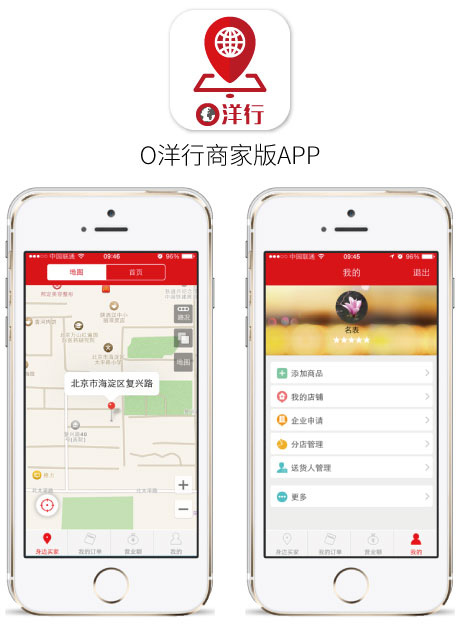 O洋行
O洋行商家版APP
中国联通 09:46 96%
地图 首页
路况
地图
北京市海淀区复兴路
身边买家 我的订单 营业额 我的
中国联通 09:45 96%
我的 退出
名表
添加商品
我的店铺
企业申请
分店管理
送货人管理
更多
身边买家 我的订单 营业额 我的